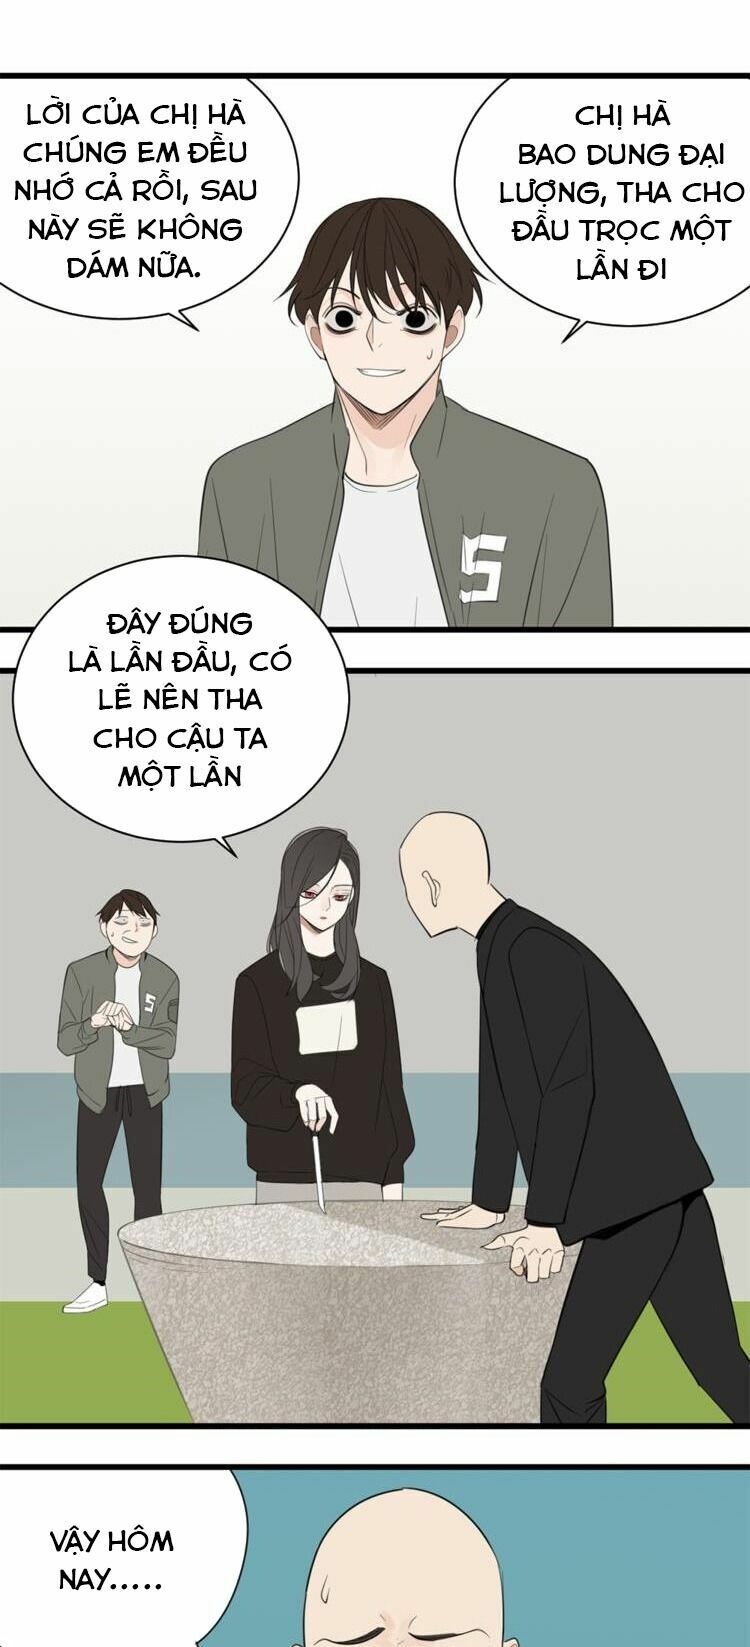 LỜI CỦA CHỊ HÀ
CHÚNG EM ĐỀU
NHỚ CẢ RỒI, SAU
NÀY SẼ KHÔNG
DÁM NỮA.
CHỊ HÀ
BAO DUNG ĐẠI
LƯỢNG, THA CHO
ĐẦU TRỌC MỘT
LẦN ĐI
S
ĐÂY ĐÚNG
LÀ LẦN ĐẦU, CÓ
LẼ NÊN THA
CHO CẬU TA
MỘT LẦN
S
VẬY HÔM
NAY.....